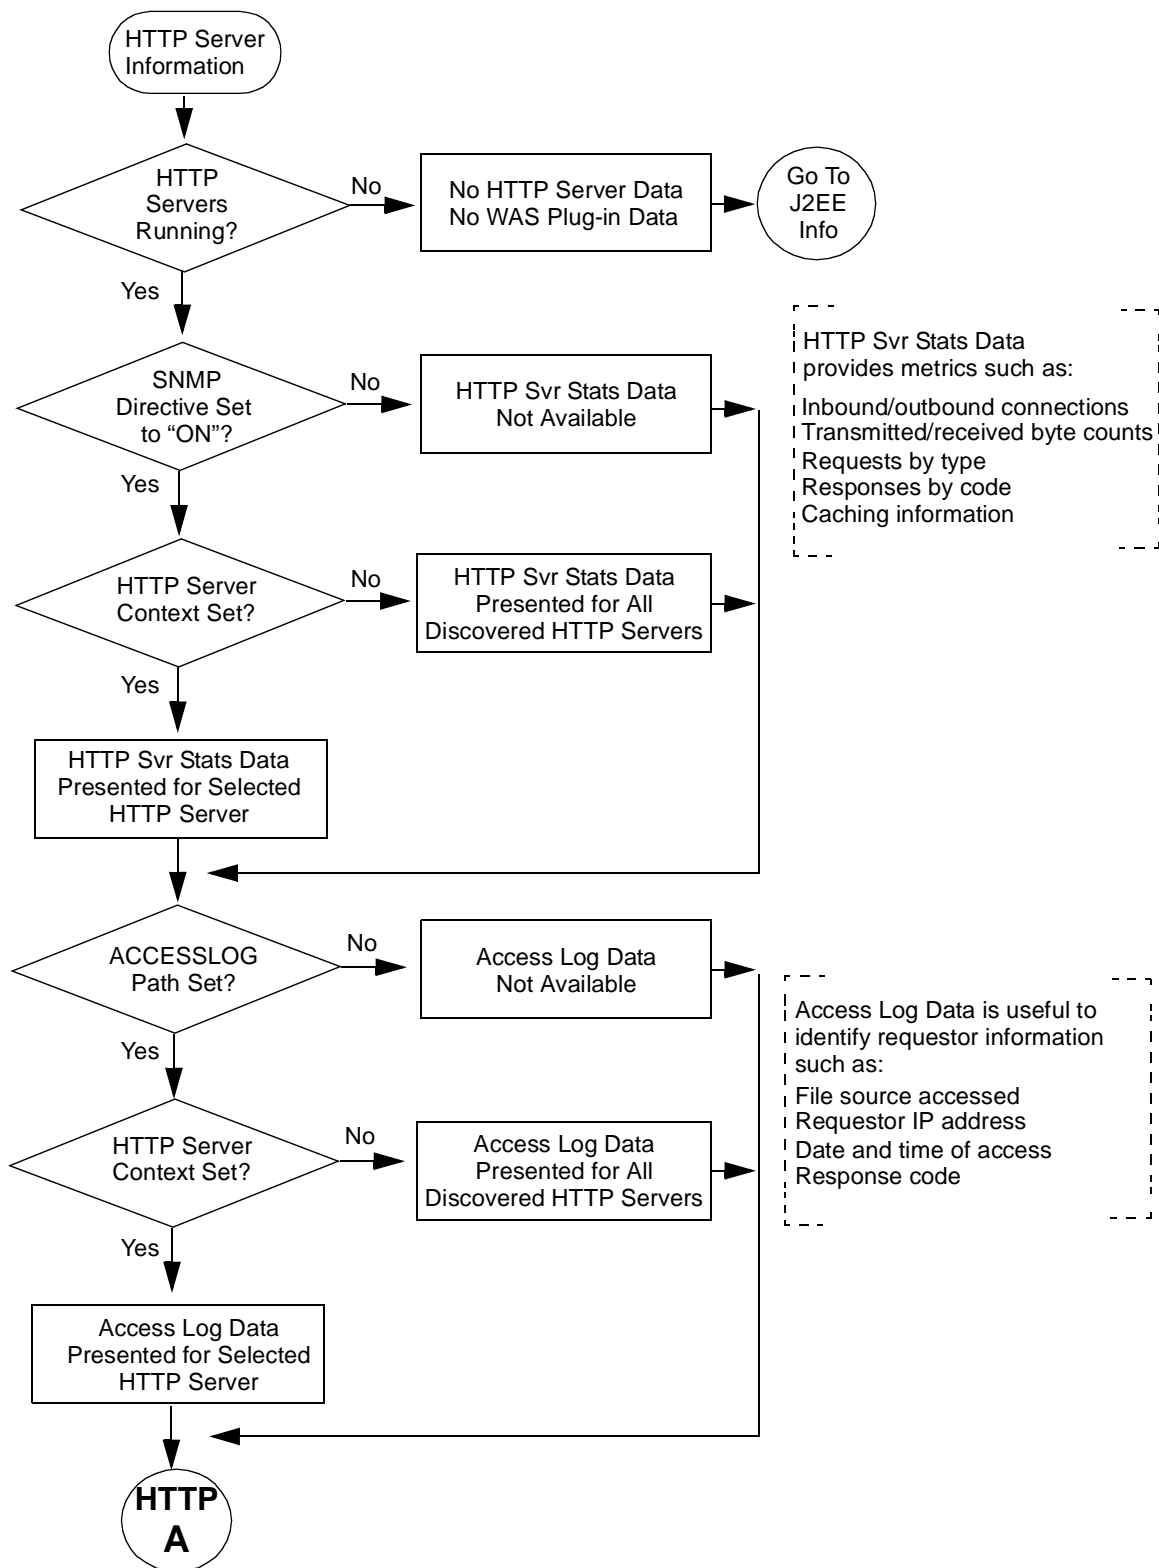 HTTP Server
Information
HTTP
Servers
Running?
No
No HTTP Server Data
No WAS Plug-in Data
Go To
J2EE
Info
Yes
SNMP
Directive Set
to “ON”?
No
HTTP Svr Stats Data
Not Available
HTTP Svr Stats Data
provides metrics such as:
Inbound/outbound connections
Transmitted/received byte counts
Requests by type
Responses by code
Caching information
Yes
HTTP Server
Context Set?
No
HTTP Svr Stats Data
Presented for All
Discovered HTTP Servers
Yes
HTTP Svr Stats Data
Presented for Selected
HTTP Server
ACCESSLOG
Path Set?
No
Access Log Data
Not Available
Access Log Data is useful to
identify requestor information
such as:
File source accessed
Requestor IP address
Date and time of access
Response code
Yes
HTTP Server
Context Set?
No
Access Log Data
Presented for All
Discovered HTTP Servers
Yes
Access Log Data
Presented for Selected
HTTP Server
HTTP
A